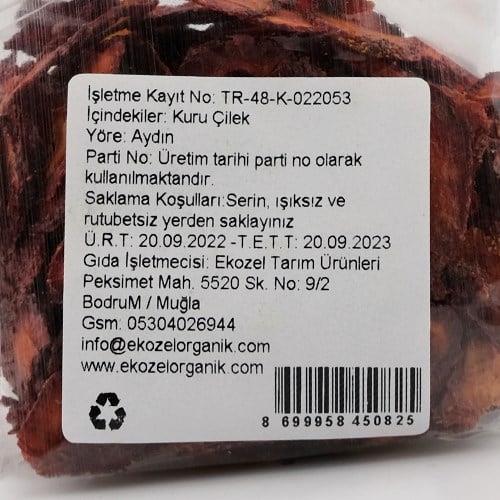 İşletme Kayıt No: TR-48-K-022053
İçindekiler: Kuru Çilek
Yöre: Aydın
Parti No: Üretim tarihi parti no olarak
kullanılmaktandır.
Saklama Koşulları:Serin, ışıksız ve
rutubetsiz yerden saklayınız
Ü.R.T: 20.09.2022 -T.E.T.T: 20.09.2023
Gıda İşletmecisi: Ekozel Tarım Ürünleri
Peksimet Mah. 5520 Sk. No: 9/2
BodruM / Muğla
Gsm: 05304026944
info@ekozelorganik.com
www.ekozelorganik.com
8 699958 450825